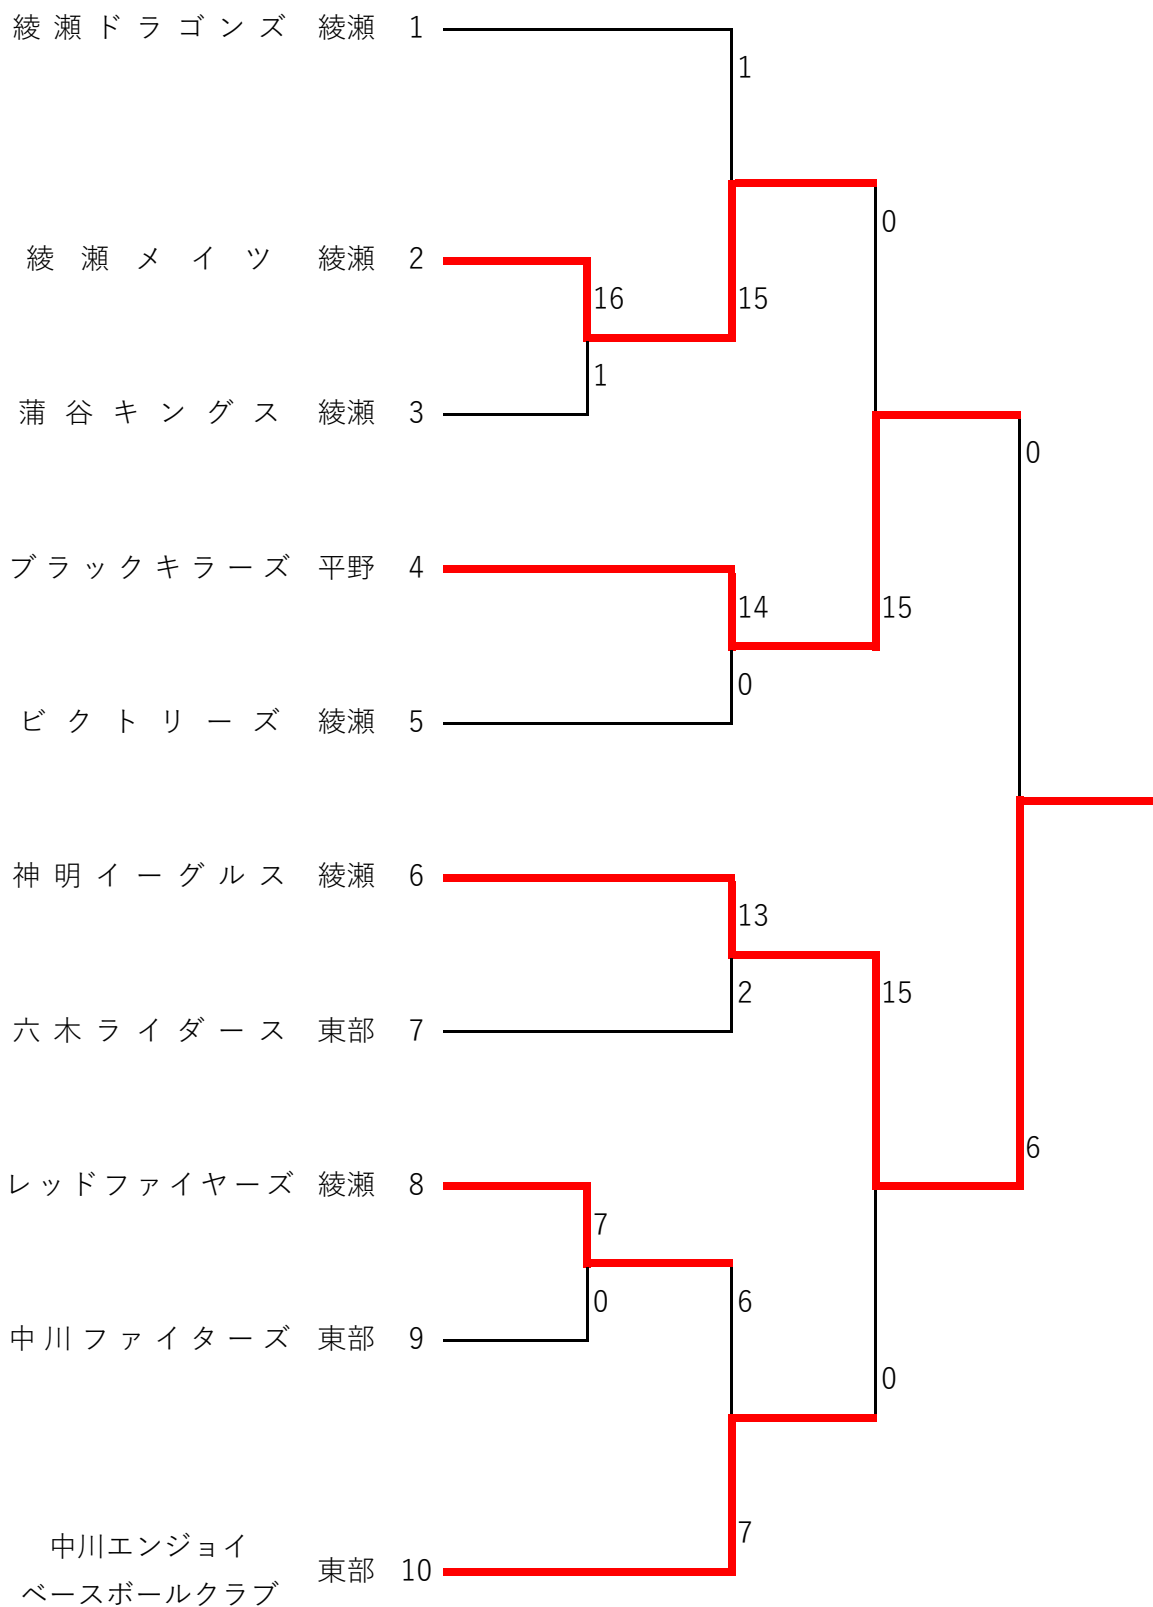 綾瀬ドラゴンズ 綾瀬 1
1
0
綾瀬メイツ 綾瀬 2
16 15
1
蒲谷キングス 綾瀬 3
0
ブラックキラーズ 平野 4
14 15
0
ビクトリーズ 綾瀬 5
神明イーグルス 綾瀬 6
13
2 15
六木ライダース 東部 7
6
レッドファイヤーズ 綾瀬 8
7
0 6
中川ファイターズ 東部 9
0
7
中川エンジョイ
ベースボールクラブ 東部 10